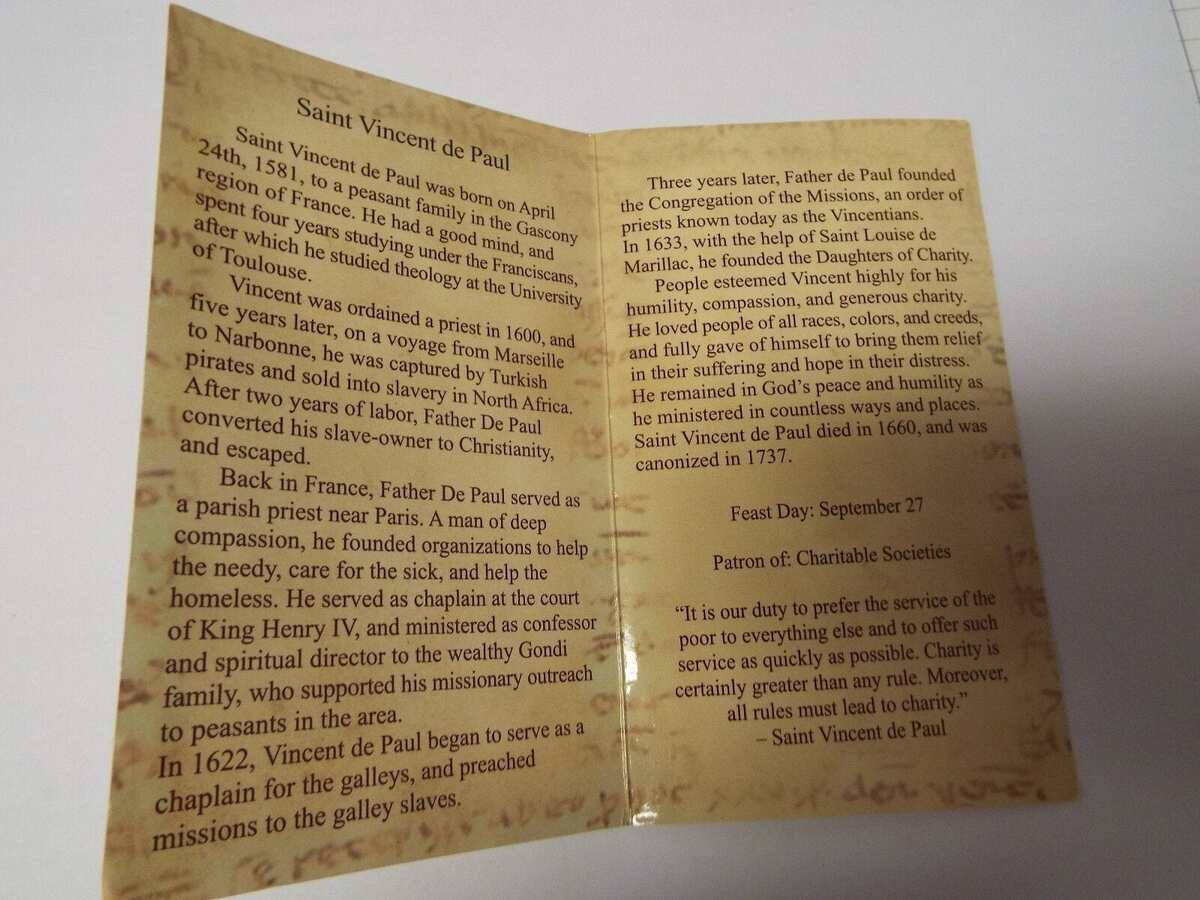 Saint Vincent de Paul
Saint Vincent de Paul was born on April
24th, 1581, to a peasant family in the Gascony
region of France. He had a good mind, and
spent four years studying under the Franciscans,
after which he studied theology at the University
of Toulouse.
Vincent was ordained a priest in 1600, and
five years later, on a voyage from Marseille
to Narbonne, he was captured by Turkish
pirates and sold into slavery in North Africa.
After two years of labor, Father De Paul
converted his slave-owner to Christianity,
and escaped.
Back in France, Father De Paul served as
a parish priest near Paris. A man of deep
compassion, he founded organizations to help
the needy, care for the sick, and help the
homeless. He served as chaplain at the court
of King Henry IV, and ministered as confessor
and spiritual director to the wealthy Gondi
family, who supported his missionary outreach
to peasants in the area.
In 1622, Vincent de Paul began to serve as a
chaplain for the galleys, and preached
missions to the galley slaves.
Three years later, Father de Paul founded
the Congregation of the Missions, an order of
priests known today as the Vincentians.
In 1633, with the help of Saint Louise de
Marillac, he founded the Daughters of Charity.
People esteemed Vincent highly for his
humility, compassion, and generous charity.
He loved people of all races, colors, and creeds,
and fully gave of himself to bring them relief
in their suffering and hope in their distress.
He remained in God's peace and humility as
he ministered in countless ways and places.
Saint Vincent de Paul died in 1660, and was
canonized in 1737.
Feast Day: September 27
Patron of: Charitable Societies
“It is our duty to prefer the service of the
poor to everything else and to offer such
service as quickly as possible. Charity is
certainly greater than any rule. Moreover,
all rules must lead to charity.”
– Saint Vincent de Paul